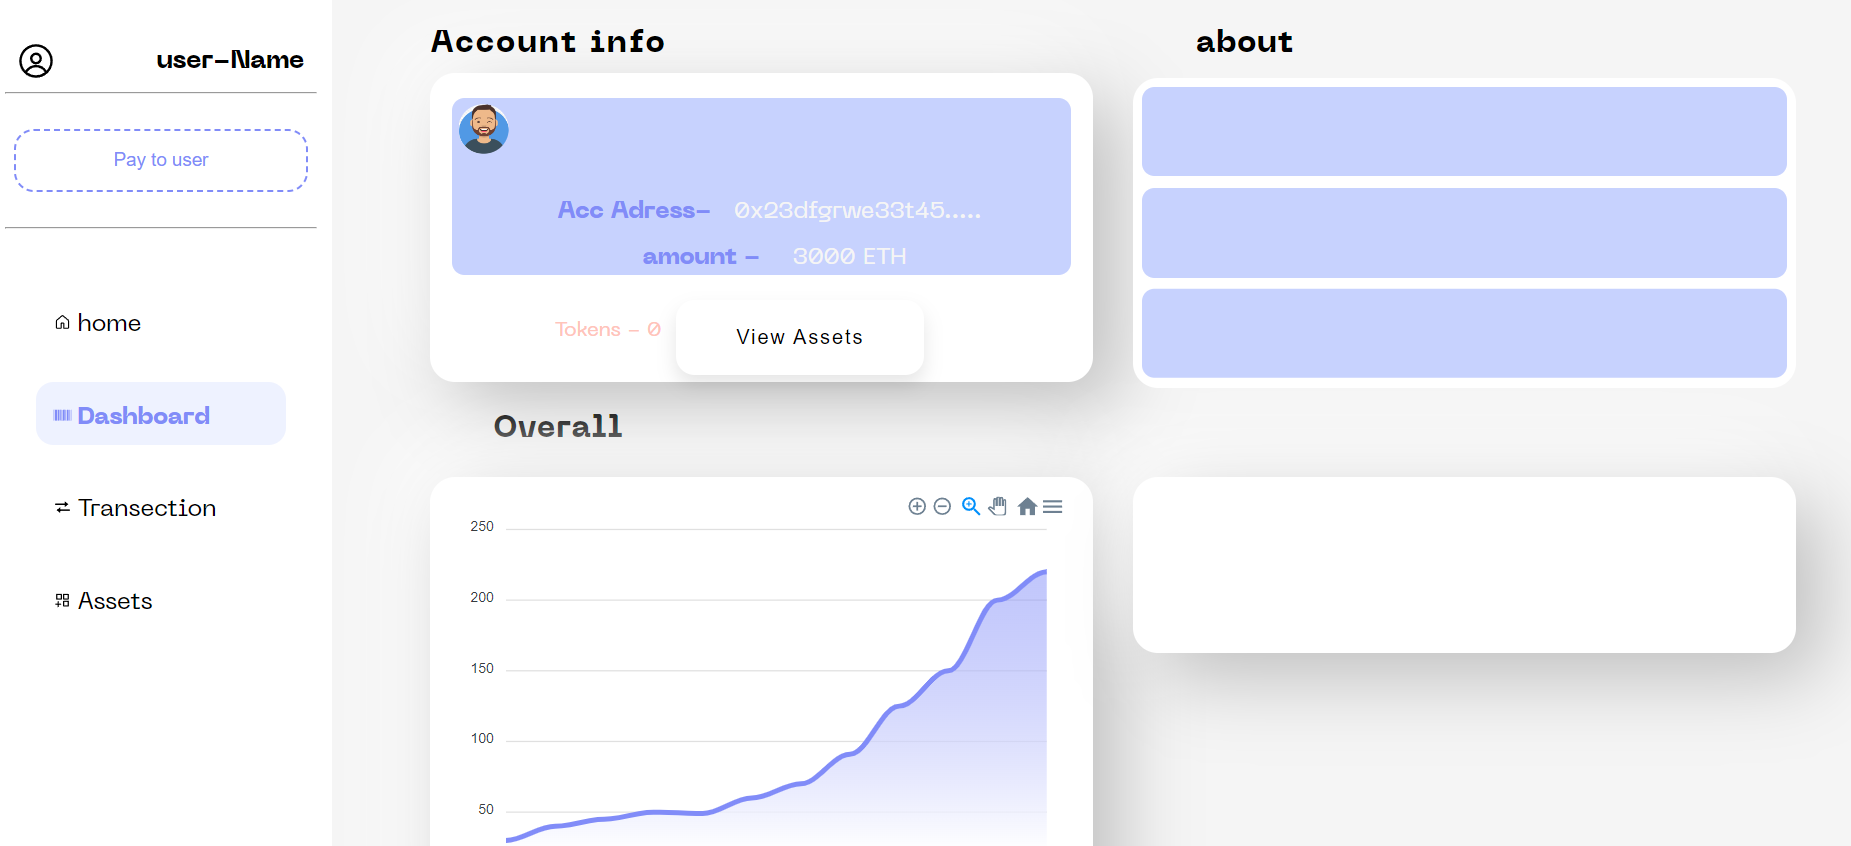 user-Name
Pay to user
home
Dashboard
Transection
Assets
Account info
Acc Adress- 0x23dfgrwe33t45.....
amount - 3000 ETH
Tokens - 0
View Assets
about
Overall
250
200
150
100
50